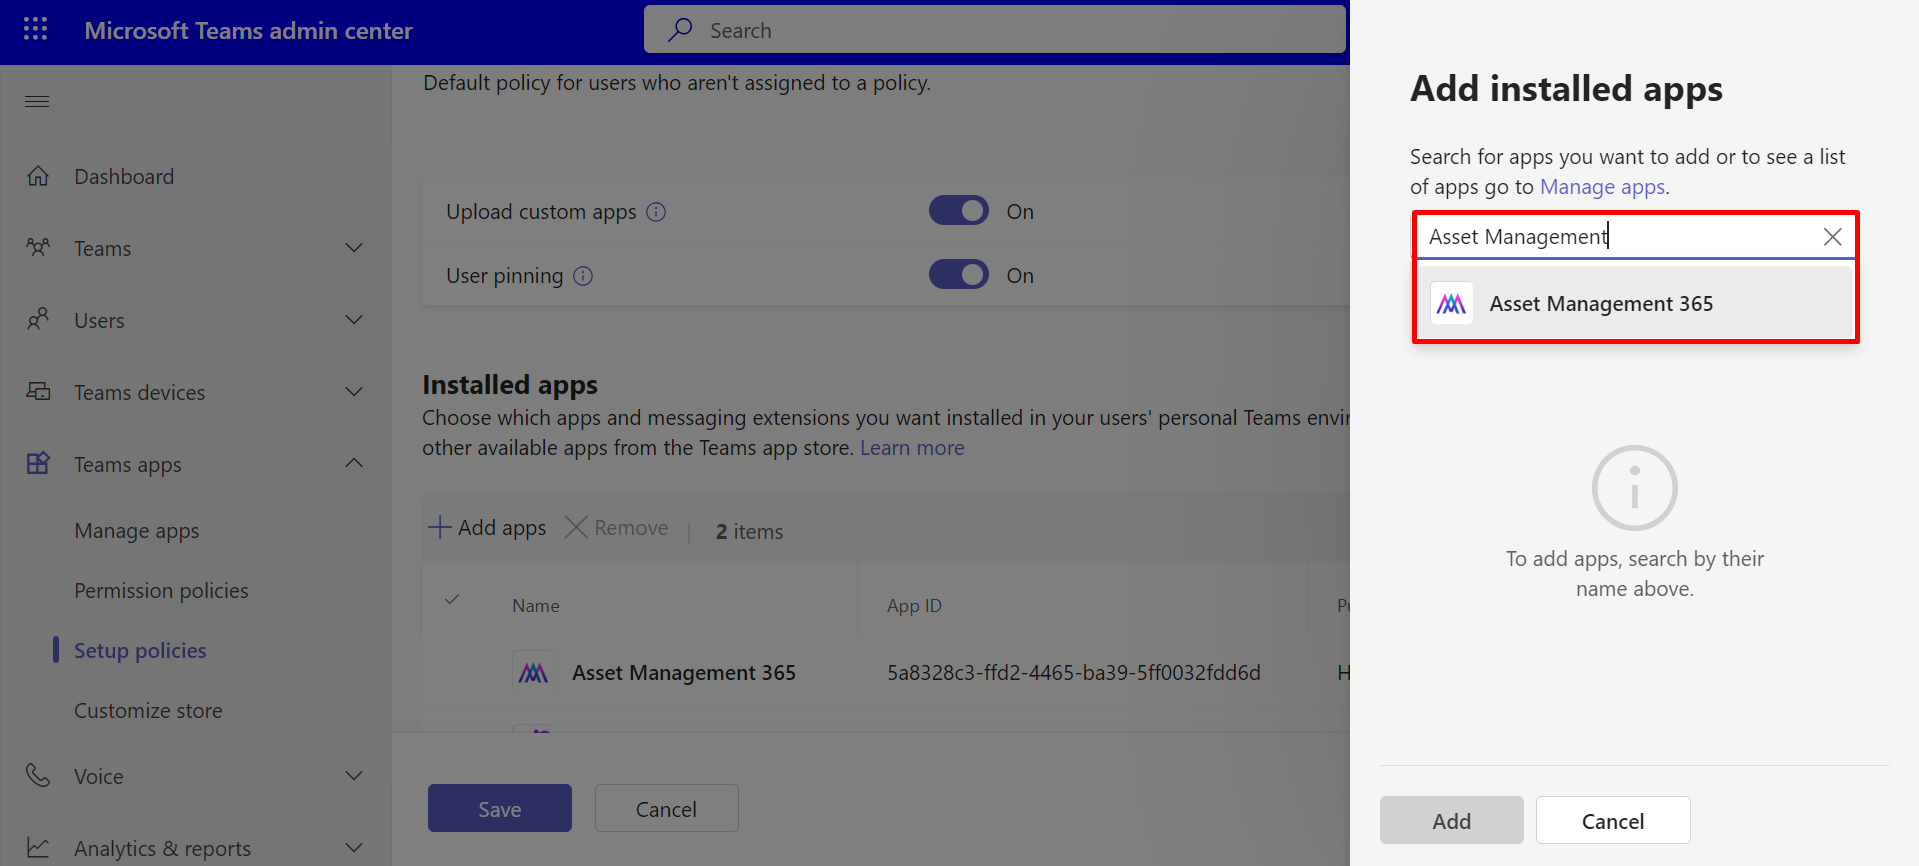 Microsoft Teams admin center
Search
Default policy for users who aren't assigned to a policy.
Dashboard
Teams
Users
Teams devices
Teams apps
Manage apps
Permission policies
Setup policies
Customize store
Voice
Analytics & reports
Upload custom apps
On
User pinning
On
Installed apps
Choose which apps and messaging extensions you want installed in your users' personal Teams
other available apps from the Teams app store. Learn more
Add apps
Remove
2 items
Name
App ID
Asset Management 365
5a8328c3-ffd2-4465-ba39-5ff0032fdd6d
Save
Cancel
Add installed apps
Search for apps you want to add or to see a list
of apps go to Manage apps.
Asset Management
Asset Management 365
To add apps, search by their
name above.
Add
Cancel